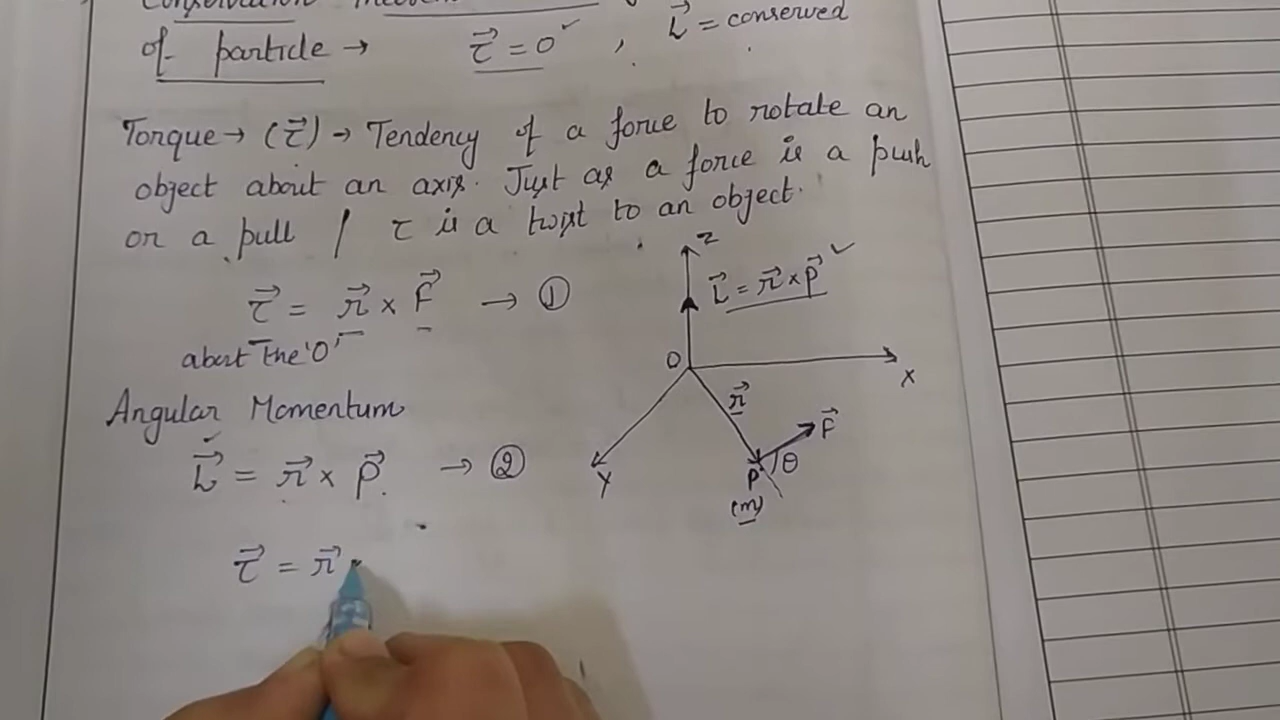 Conservation
of particle → τ⃗ = 0 ✓, L⃗ = conserved
Torque → (τ⃗) → Tendency of a force to rotate an
object about an axis. Just as a force is a push
or a pull / τ is a twist to an object.
τ⃗ = r⃗ × F⃗ → ①
about the 'O'
Angular Momentum
L⃗ = r⃗ × p⃗ → ②
τ⃗ = r⃗
Z
L⃗ = r⃗ × p⃗ ✓
O
X
r⃗
F⃗
θ
Y
P
(m)